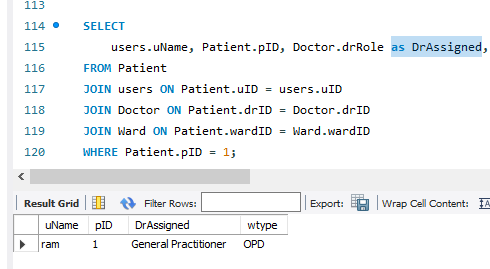 113
114 SELECT
115 users.uName, Patient.pID, Doctor.drRole as DrAssigned,
116 FROM Patient
117 JOIN users ON Patient.uID = users.uID
118 JOIN Doctor ON Patient.drID = Doctor.drID
119 JOIN Ward ON Patient.wardID = Ward.wardID
120 WHERE Patient.pID = 1;
Result Grid Filter Rows: Export: Wrap Cell Content:
uName pID DrAssigned wtype
ram 1 General Practitioner OPD